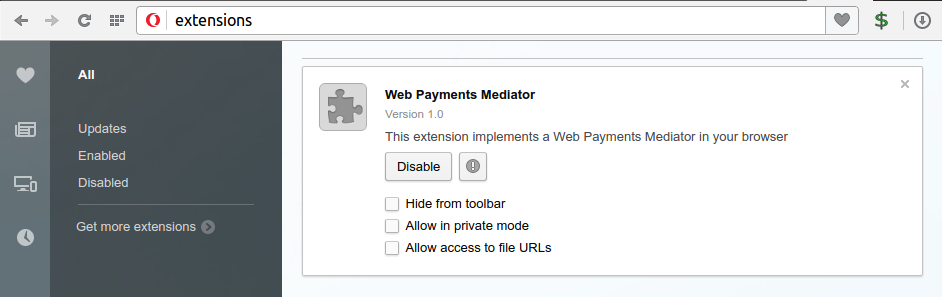 extensions
All
Updates
Enabled
Disabled
Get more extensions
Web Payments Mediator
Version 1.0
This extension implements a Web Payments Mediator in your browser
Disable
Hide from toolbar
Allow in private mode
Allow access to file URLs